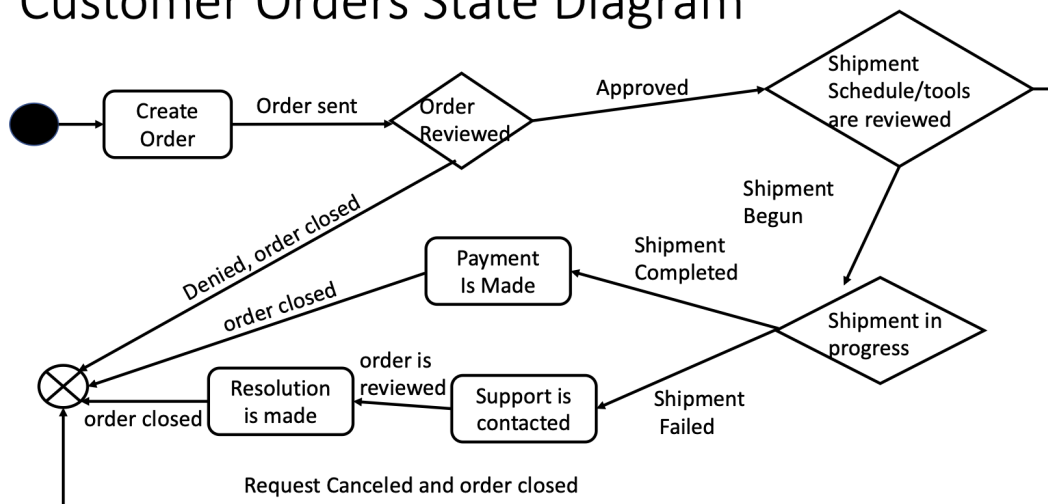 Customer Orders State Diagram
Create
Order
Order sent
Order
Reviewed
Approved
Shipment
Schedule/tools
are reviewed
Shipment
Begun
Denied, order closed
Payment
Is Made
Shipment
Completed
order closed
Shipment in
progress
order is
reviewed
Resolution
is made
Support is
contacted
Shipment
Failed
order closed
Request Canceled and order closed